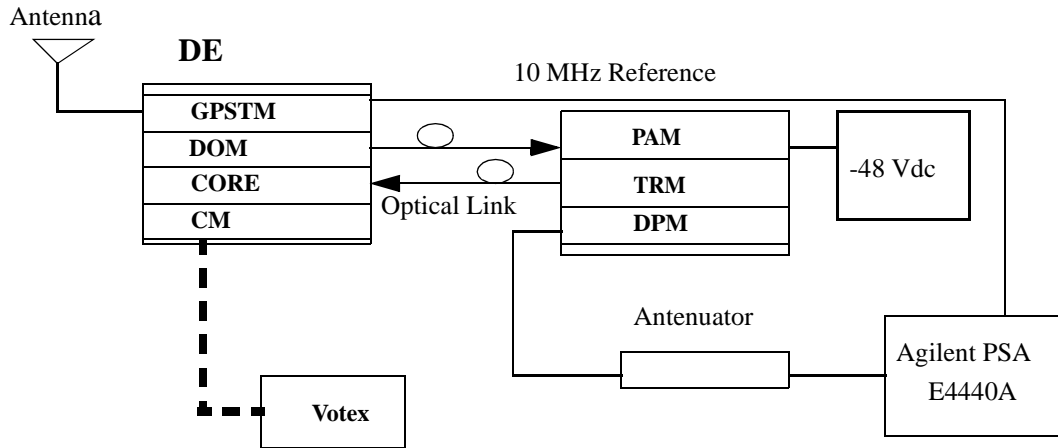 Antenna
DE
10 MHz Reference
GPSTM
DOM
CORE
CM
PAM
TRM
DPM
-48 Vdc
Optical Link
Antenuator
Agilent PSA
E4440A
Votex